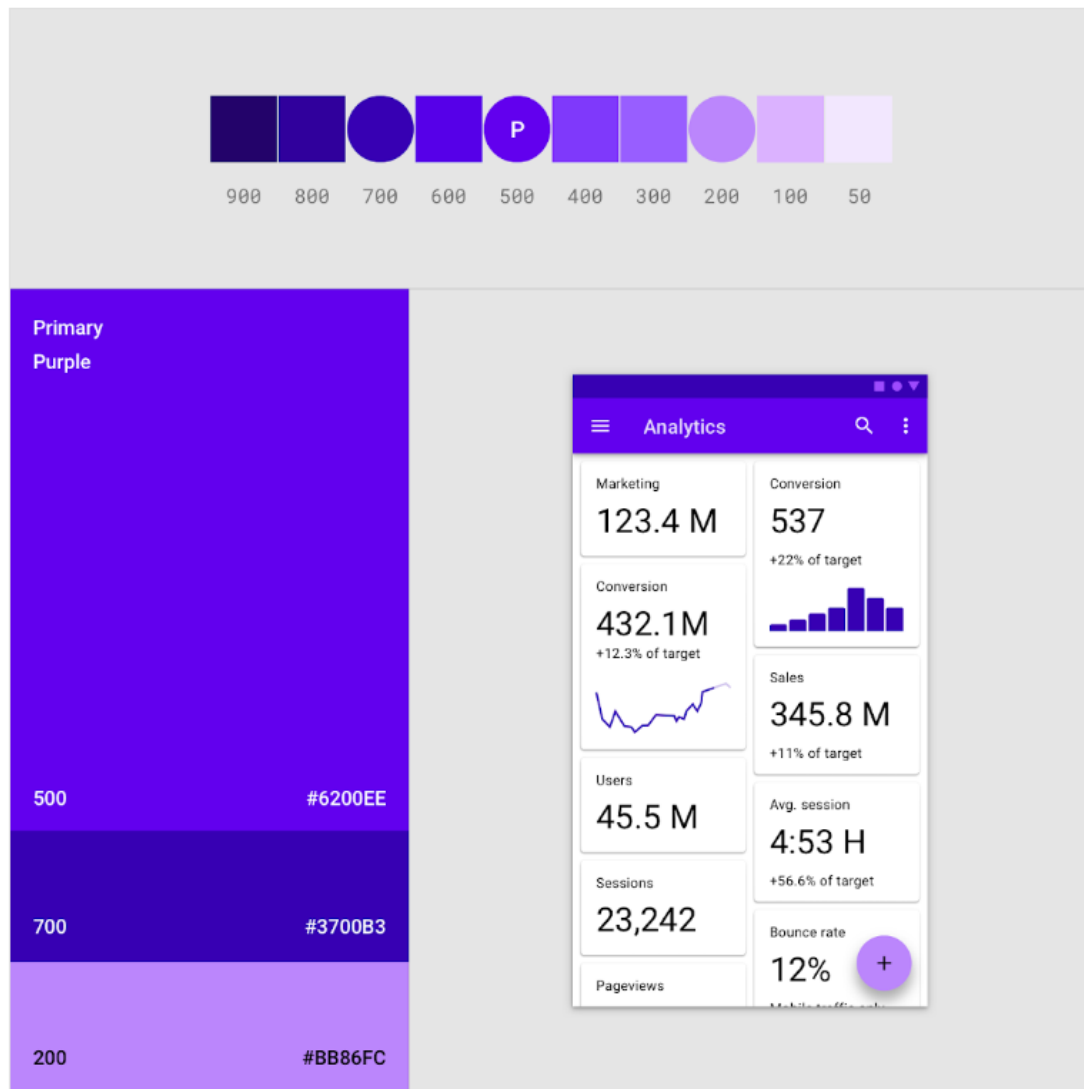 P
900 800 700 600 500 400 300 200 100 50
Primary
Purple
500 #6200EE
700 #3700B3
200 #BB86FC
Analytics
Marketing
123.4 M
Conversion
432.1M
+12.3% of target
Users
45.5 M
Sessions
23,242
Pageviews
Conversion
537
+22% of target
Sales
345.8 M
+11% of target
Avg. session
4:53 H
+56.6% of target
Bounce rate
12%
+
Mobile traffic only